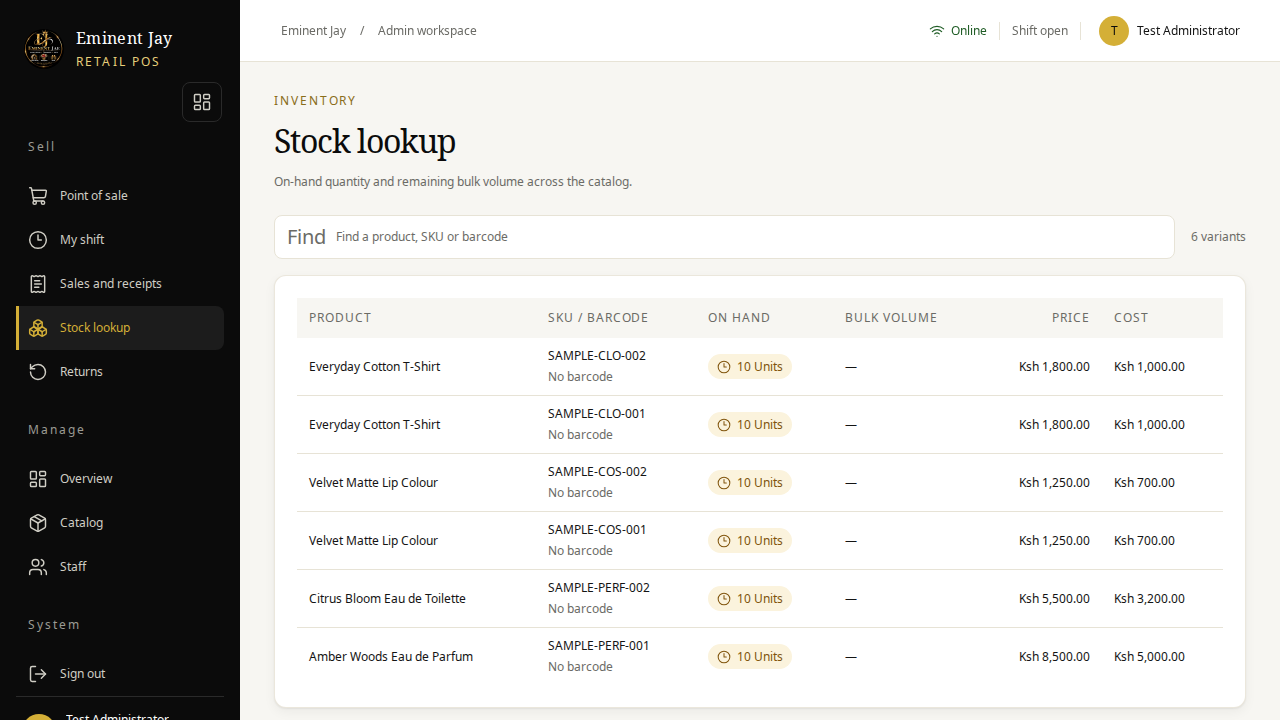 Eminent Jay
RETAIL POS
Sell
Point of sale
My shift
Sales and receipts
Stock lookup
Returns
Manage
Overview
Catalog
Staff
System
Sign out
Test Administrator
Eminent Jay / Admin workspace
Online
Shift open
T
Test Administrator
INVENTORY
Stock lookup
On-hand quantity and remaining bulk volume across the catalog.
Find Find a product, SKU or barcode
6 variants
PRODUCT SKU / BARCODE ON HAND BULK VOLUME PRICE COST
Everyday Cotton T-Shirt SAMPLE-CLO-002 10 Units — Ksh 1,800.00 Ksh 1,000.00
No barcode
Everyday Cotton T-Shirt SAMPLE-CLO-001 10 Units — Ksh 1,800.00 Ksh 1,000.00
No barcode
Velvet Matte Lip Colour SAMPLE-COS-002 10 Units — Ksh 1,250.00 Ksh 700.00
No barcode
Velvet Matte Lip Colour SAMPLE-COS-001 10 Units — Ksh 1,250.00 Ksh 700.00
No barcode
Citrus Bloom Eau de Toilette SAMPLE-PERF-002 10 Units — Ksh 5,500.00 Ksh 3,200.00
No barcode
Amber Woods Eau de Parfum SAMPLE-PERF-001 10 Units — Ksh 8,500.00 Ksh 5,000.00
No barcode